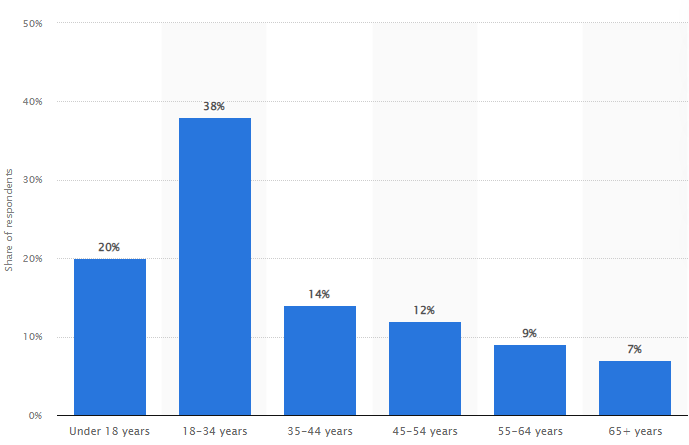 50%
40%
30%
20%
10%
0%
Share of respondents
20%
38%
14%
12%
9%
7%
Under 18 years
18-34 years
35-44 years
45-54 years
55-64 years
65+ years